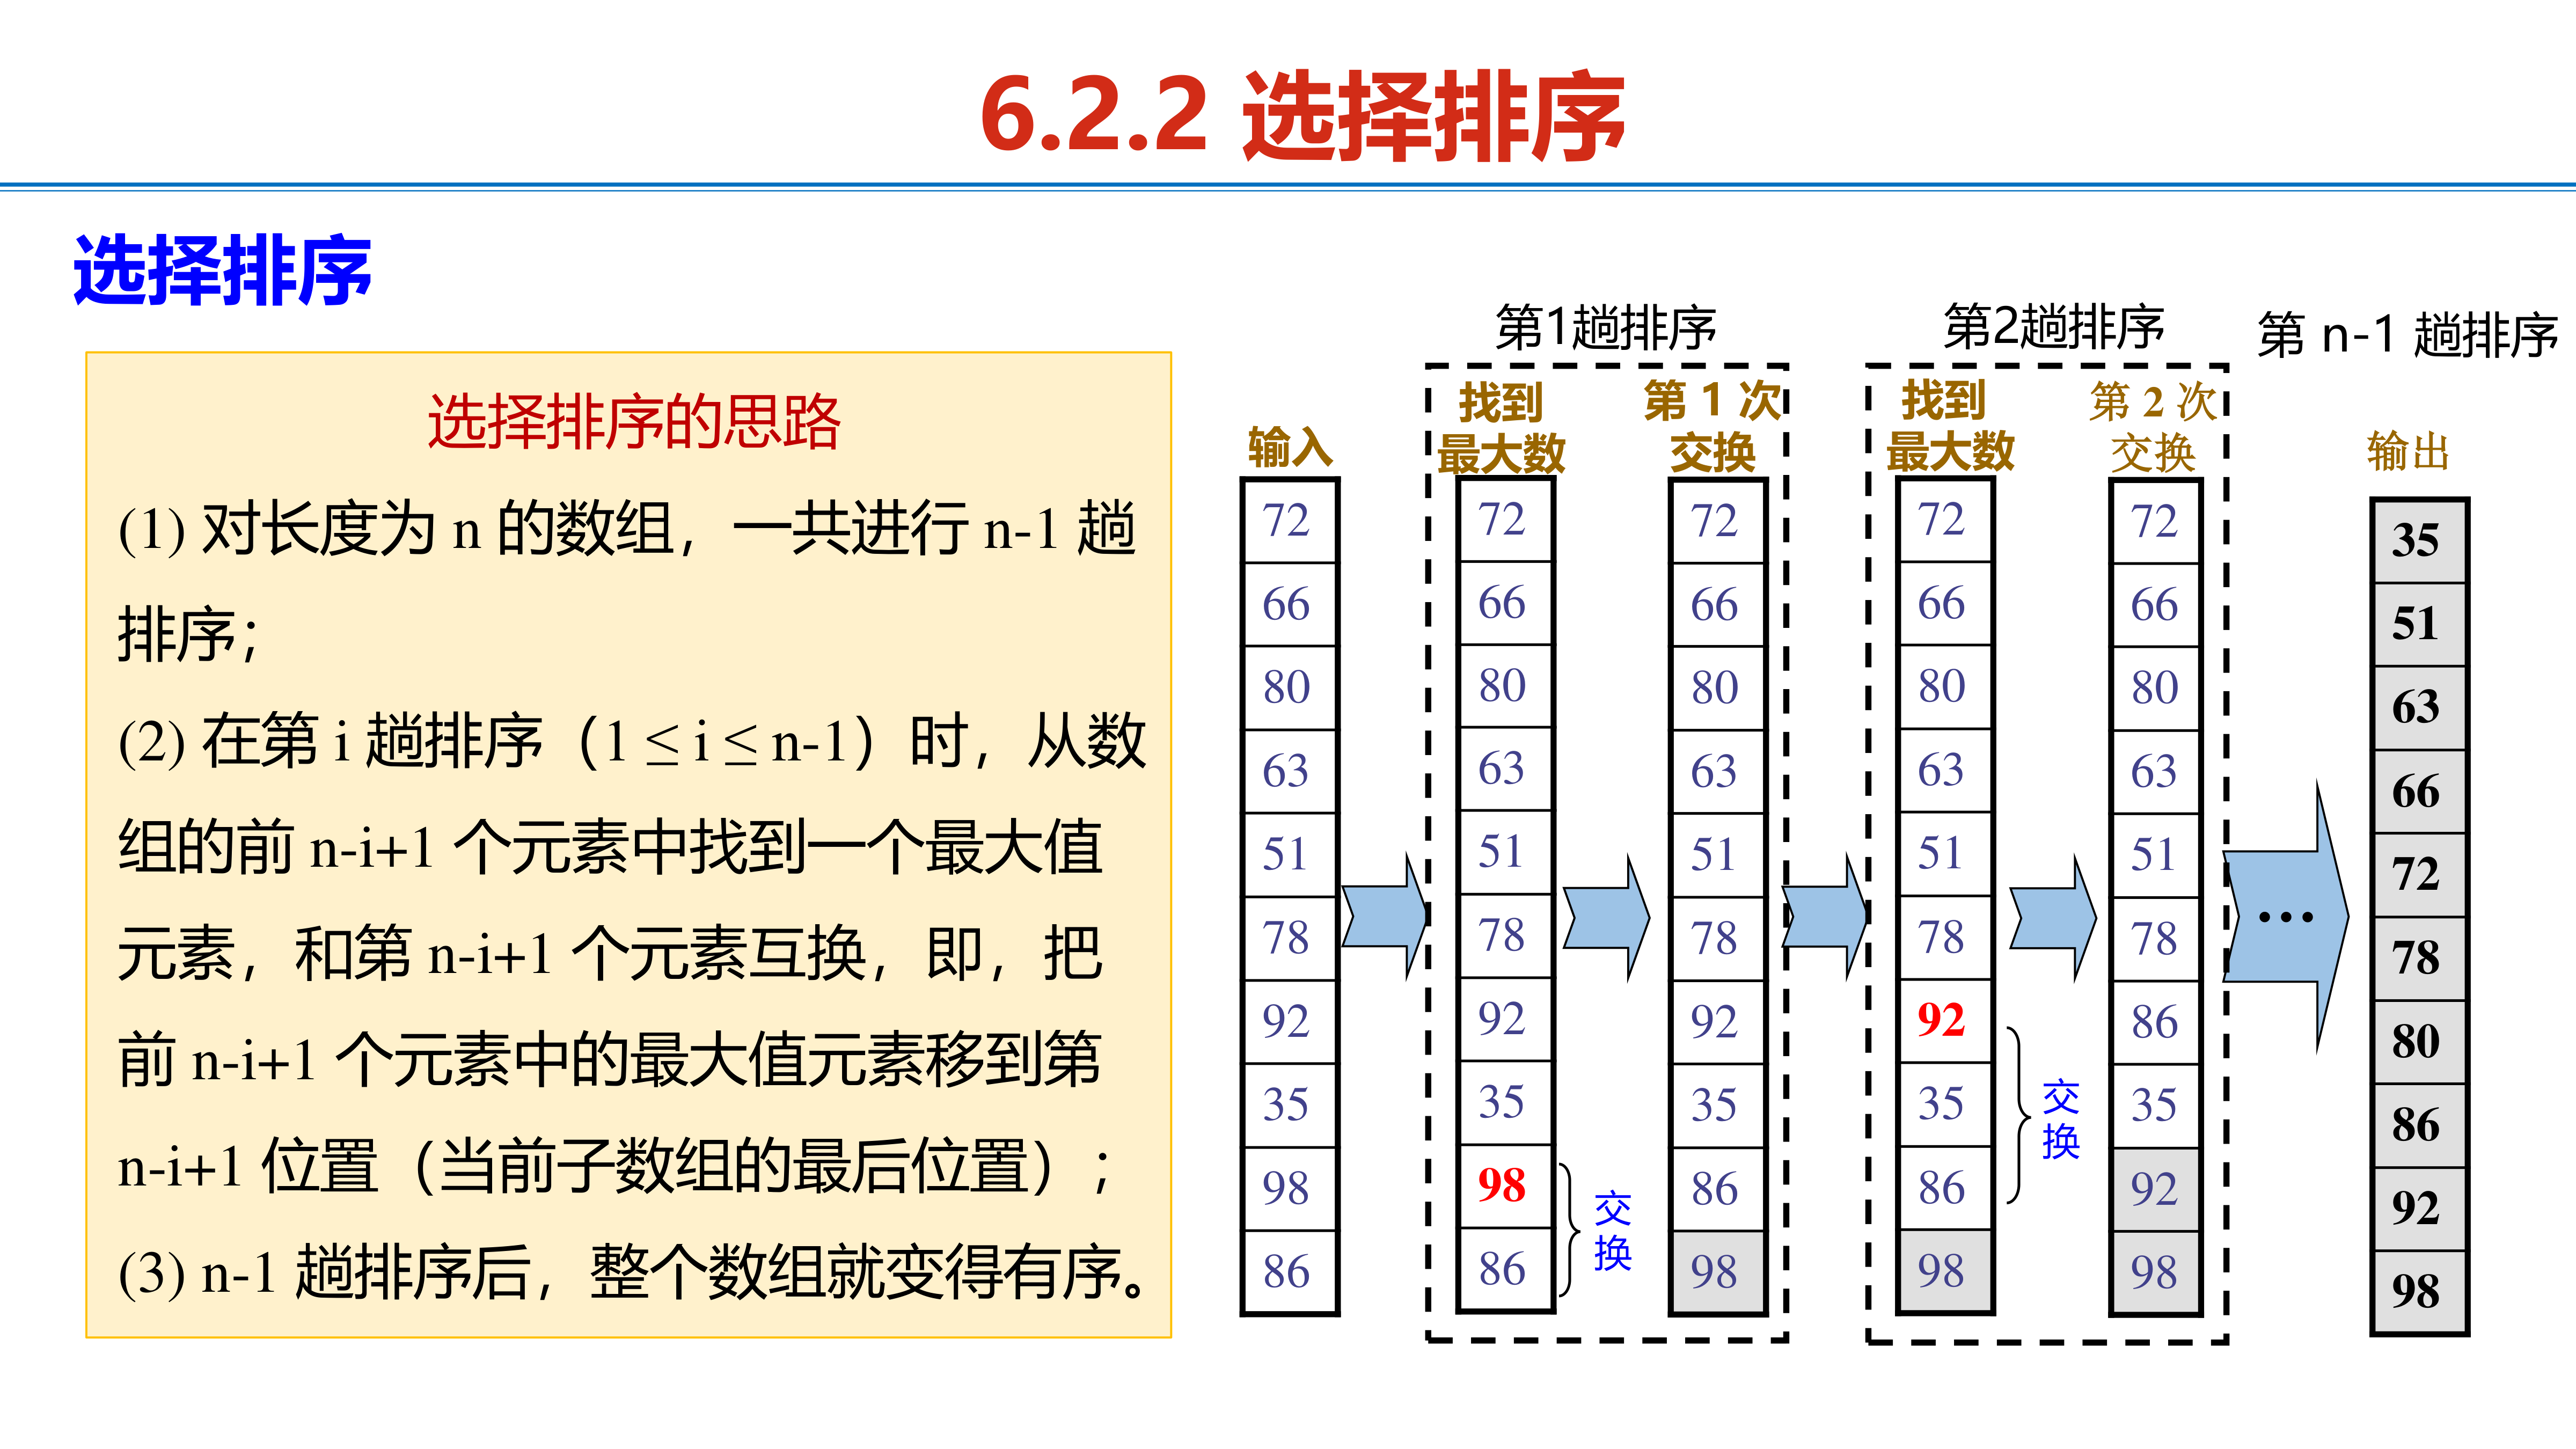 6.2.2 选择排序
选择排序
选择排序的思路
(1) 对长度为 n 的数组，一共进行 n-1 趟
排序；
(2) 在第 i 趟排序（1 ≤ i ≤ n-1）时，从数
组的前 n-i+1 个元素中找到一个最大值
元素，和第 n-i+1 个元素互换，即，把
前 n-i+1 个元素中的最大值元素移到第
n-i+1 位置（当前子数组的最后位置）；
(3) n-1 趟排序后，整个数组就变得有序。
输入
72
66
80
63
51
78
92
35
98
86
第1趟排序
找到
最大数
72
66
80
63
51
78
92
35
98
86
交
换
第 1 次
交换
72
66
80
63
51
78
92
35
86
98
第2趟排序
找到
最大数
72
66
80
63
51
78
92
35
86
98
交
换
第 2 次
交换
72
66
80
63
51
78
86
35
92
98
第 n-1 趟排序
…
输出
35
51
63
66
72
78
80
86
92
98